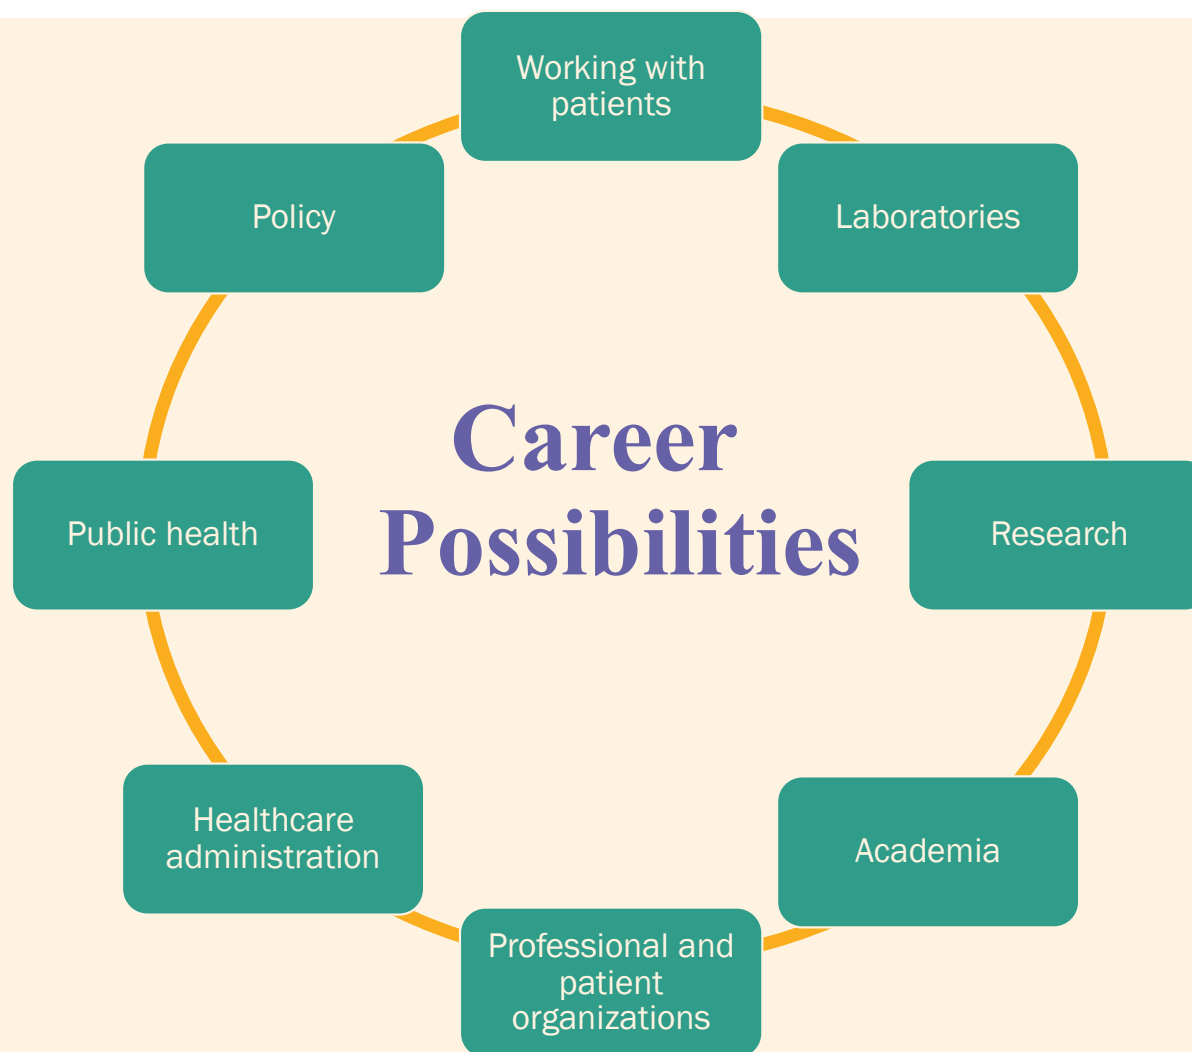 Working with
patients
Policy
Laboratories
Career
Possibilities
Public health
Research
Healthcare
administration
Academia
Professional and
patient
organizations